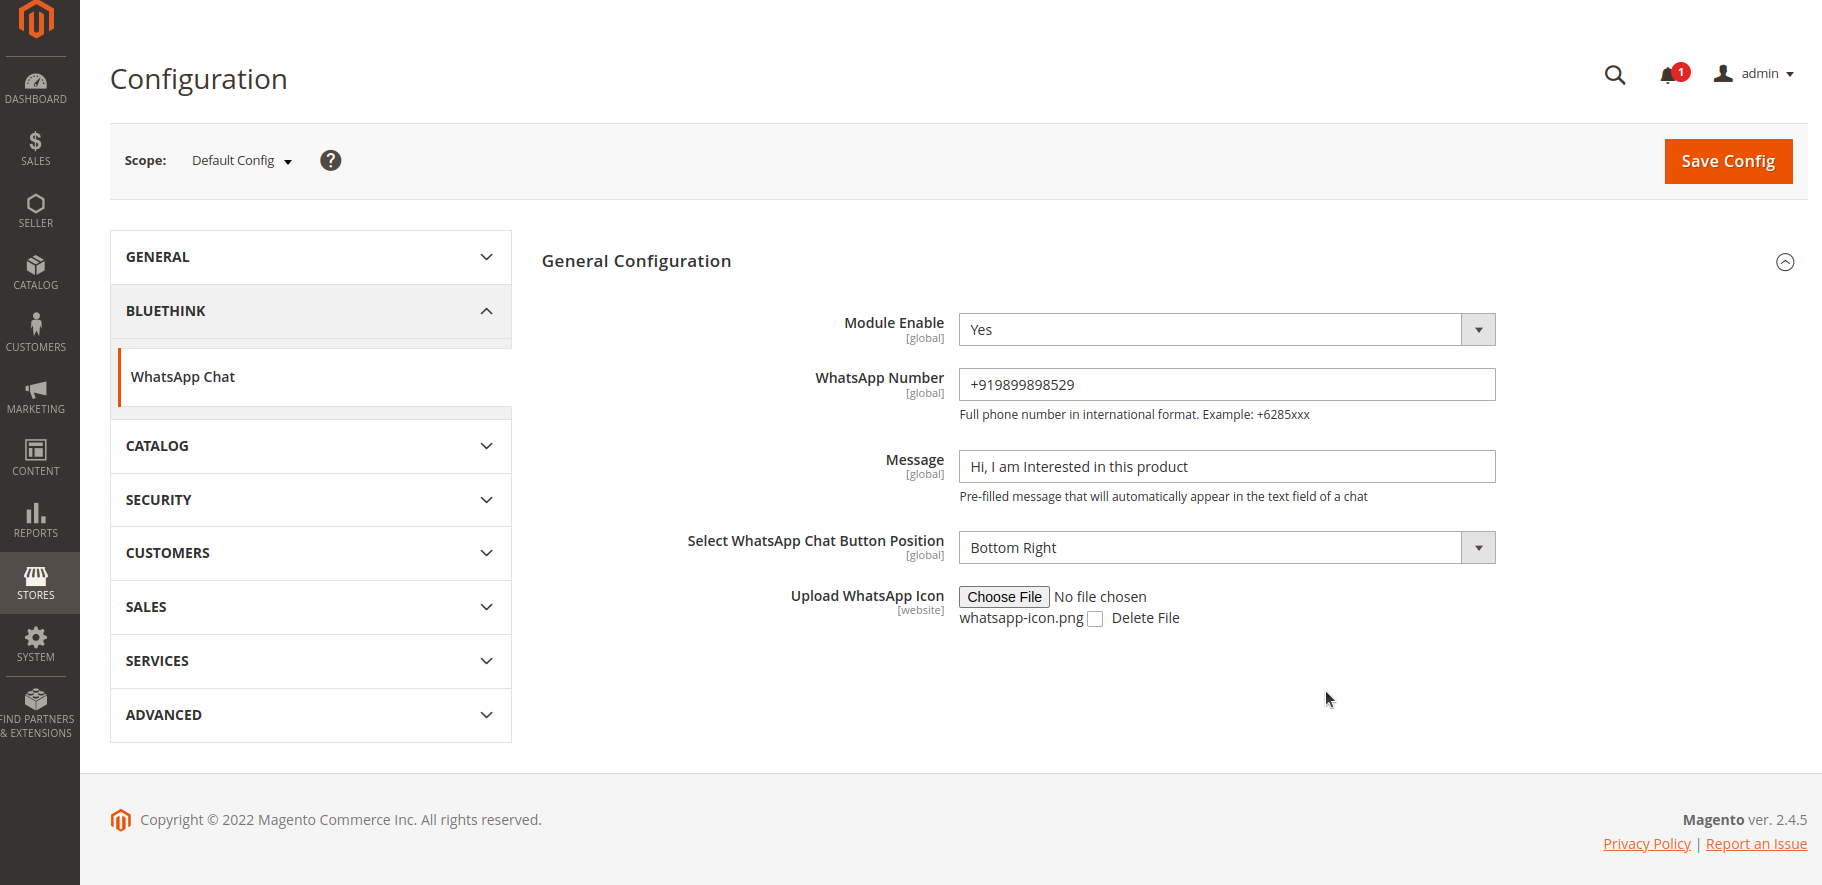 DASHBOARD
SALES
SELLER
CATALOG
CUSTOMERS
MARKETING
CONTENT
REPORTS
STORES
SYSTEM
FIND PARTNERS
& EXTENSIONS
Configuration
1
admin
Scope: Default Config ?
Save Config
GENERAL
BLUETHINK
WhatsApp Chat
CATALOG
SECURITY
CUSTOMERS
SALES
SERVICES
ADVANCED
General Configuration
Module Enable
[global]
Yes
WhatsApp Number
[global]
+919899898529
Full phone number in international format. Example: +6285xxx
Message
[global]
Hi, I am Interested in this product
Pre-filled message that will automatically appear in the text field of a chat
Select WhatsApp Chat Button Position
[global]
Bottom Right
Upload WhatsApp Icon
[website]
Choose File No file chosen
whatsapp-icon.png Delete File
Copyright © 2022 Magento Commerce Inc. All rights reserved.
Magento ver. 2.4.5
Privacy Policy | Report an Issue